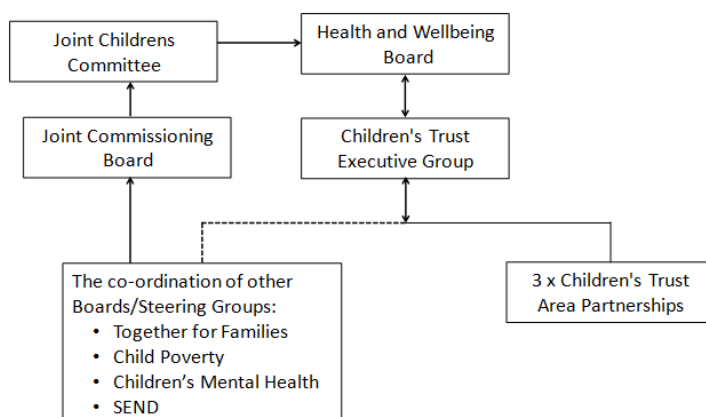 Joint Childrens
Committee
Health and Wellbeing
Board
Joint Commissioning
Board
Children's Trust
Executive Group
The co-ordination of other
Boards/Steering Groups:
• Together for Families
• Child Poverty
• Children’s Mental Health
• SEND
3 x Children's Trust
Area Partnerships